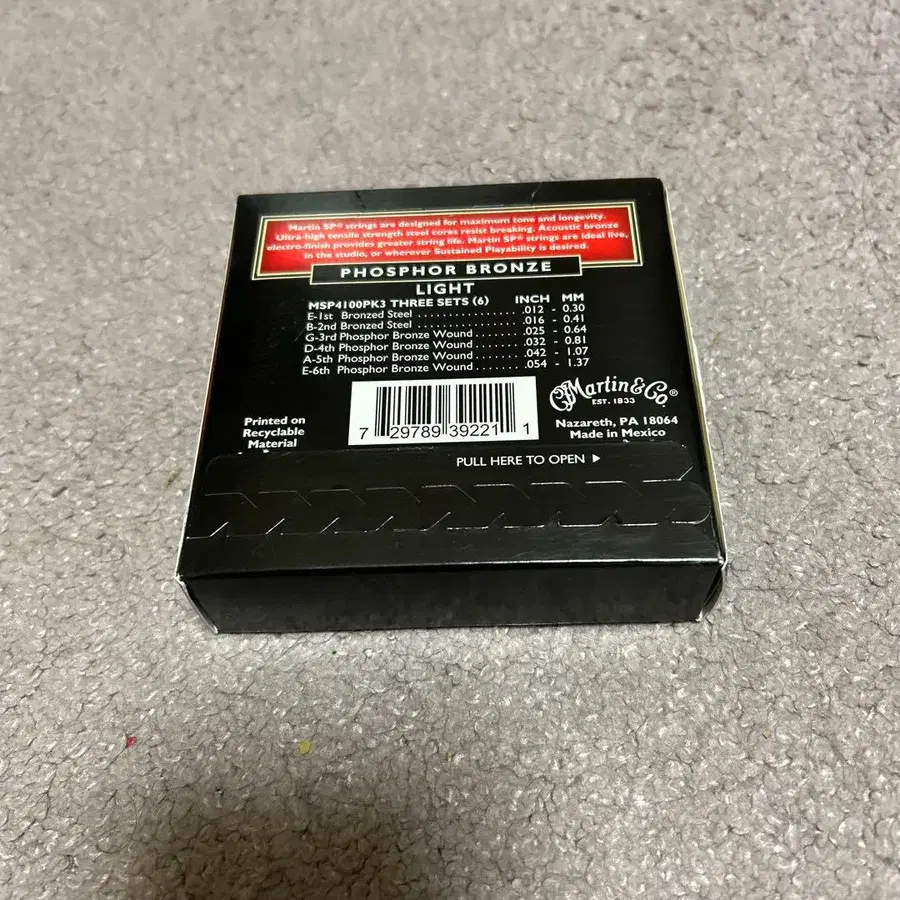 Martin SP® strings are designed for maximum tone and longevity.
Ultra-high tensile strength steel cores resist breaking. Acoustic bronze
electro-finish provides greater string life. Martin SP® strings are ideal live,
in the studio, or wherever Sustained Playability is desired.
PHOSPHOR BRONZE
LIGHT
MSP4100PK3 THREE SETS (6) INCH MM
E-1st Bronzed Steel . . . . . . . . . . . . . . . . . .012 - 0.30
B-2nd Bronzed Steel . . . . . . . . . . . . . . . . . .016 - 0.41
G-3rd Phosphor Bronze Wound . . . . . . . .025 - 0.64
D-4th Phosphor Bronze Wound . . . . . . . .032 - 0.81
A-5th Phosphor Bronze Wound . . . . . . . .042 - 1.07
E-6th Phosphor Bronze Wound . . . . . . . .054 - 1.37
7 29789 39221 1
CF Martin & Co.®
EST. 1833
Nazareth, PA 18064
Made in Mexico
Printed on
Recyclable
Material
PULL HERE TO OPEN ▶